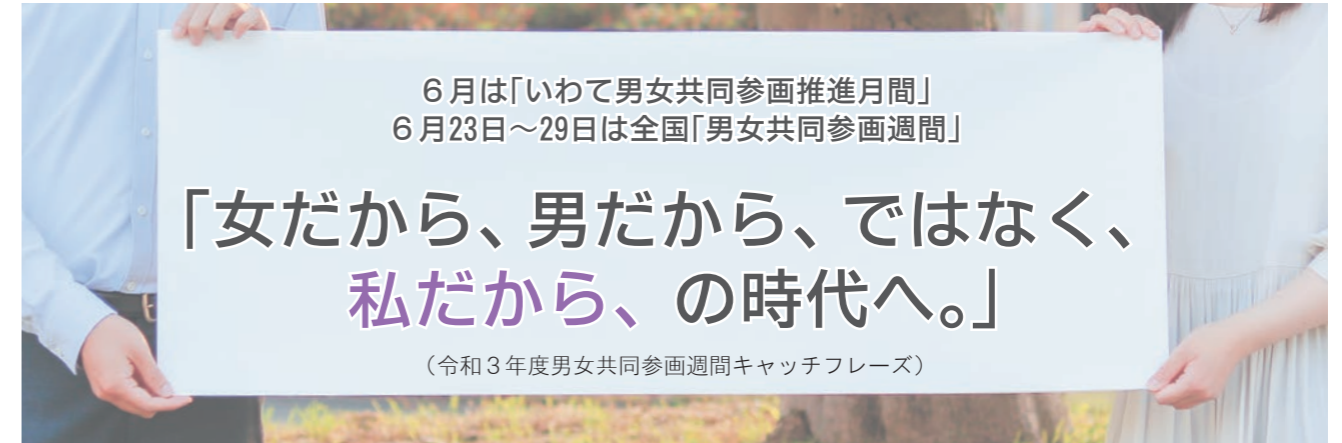 ６月は「いわて男女共同参画推進月間」
６月23日～29日は全国「男女共同参画週間」
「女だから、男だから、ではなく、
私だから、の時代へ。」
（令和３年度男女共同参画週間キャッチフレーズ）